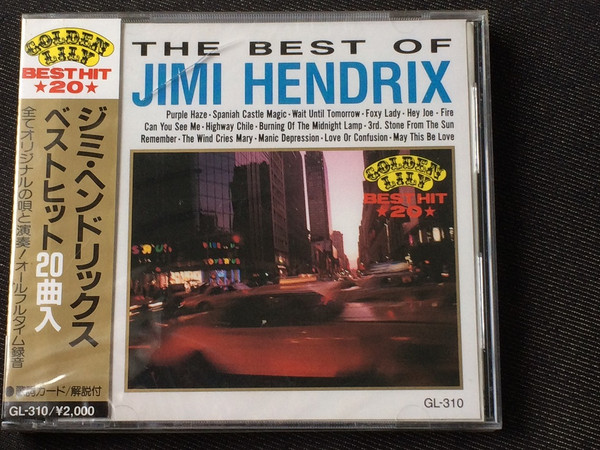 GOLDEN
LILY
BEST HIT
★20★
ジミ・ヘンドリックス
ベストヒット20曲入
全てオリジナルの唄と演奏!オールフルタイム録音
カード/解説付
GL-310/¥2,000
THE BEST OF
JIMI HENDRIX
Purple Haze・Spaniah Castle Magic・Wait Until Tomorrow・Foxy Lady・Hey Joe・Fire
Can You See Me・Highway Chile・Burning Of The Midnight Lamp・3rd. Stone From The Sun
Remember・The Wind Cries Mary・Manic Depression・Love Or Confusion・May This Be Love
GOLDEN
LILY
BEST HIT
★20★
GL-310